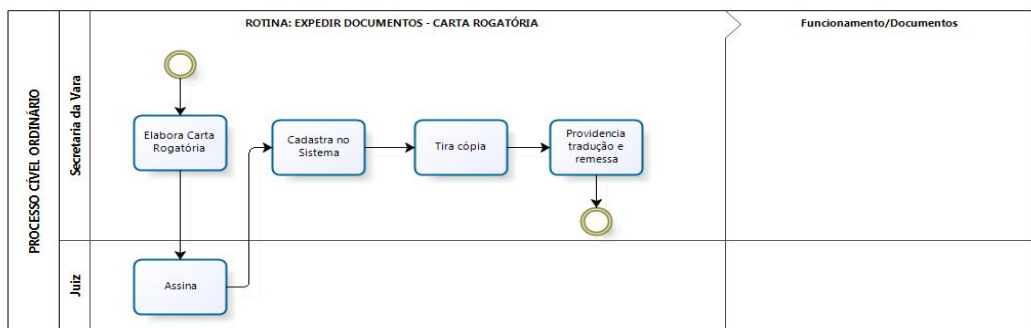 ROTINA: EXPEDIR DOCUMENTOS - CARTA ROGATÓRIA
Funcionamento/Documentos
PROCESSO CÍVEL ORDINÁRIO
Secretaria da Vara
Elabora Carta
Rogatória
Cadastra no
Sistema
Tira cópia
Providencia
tradução e
remessa
Juiz
Assina